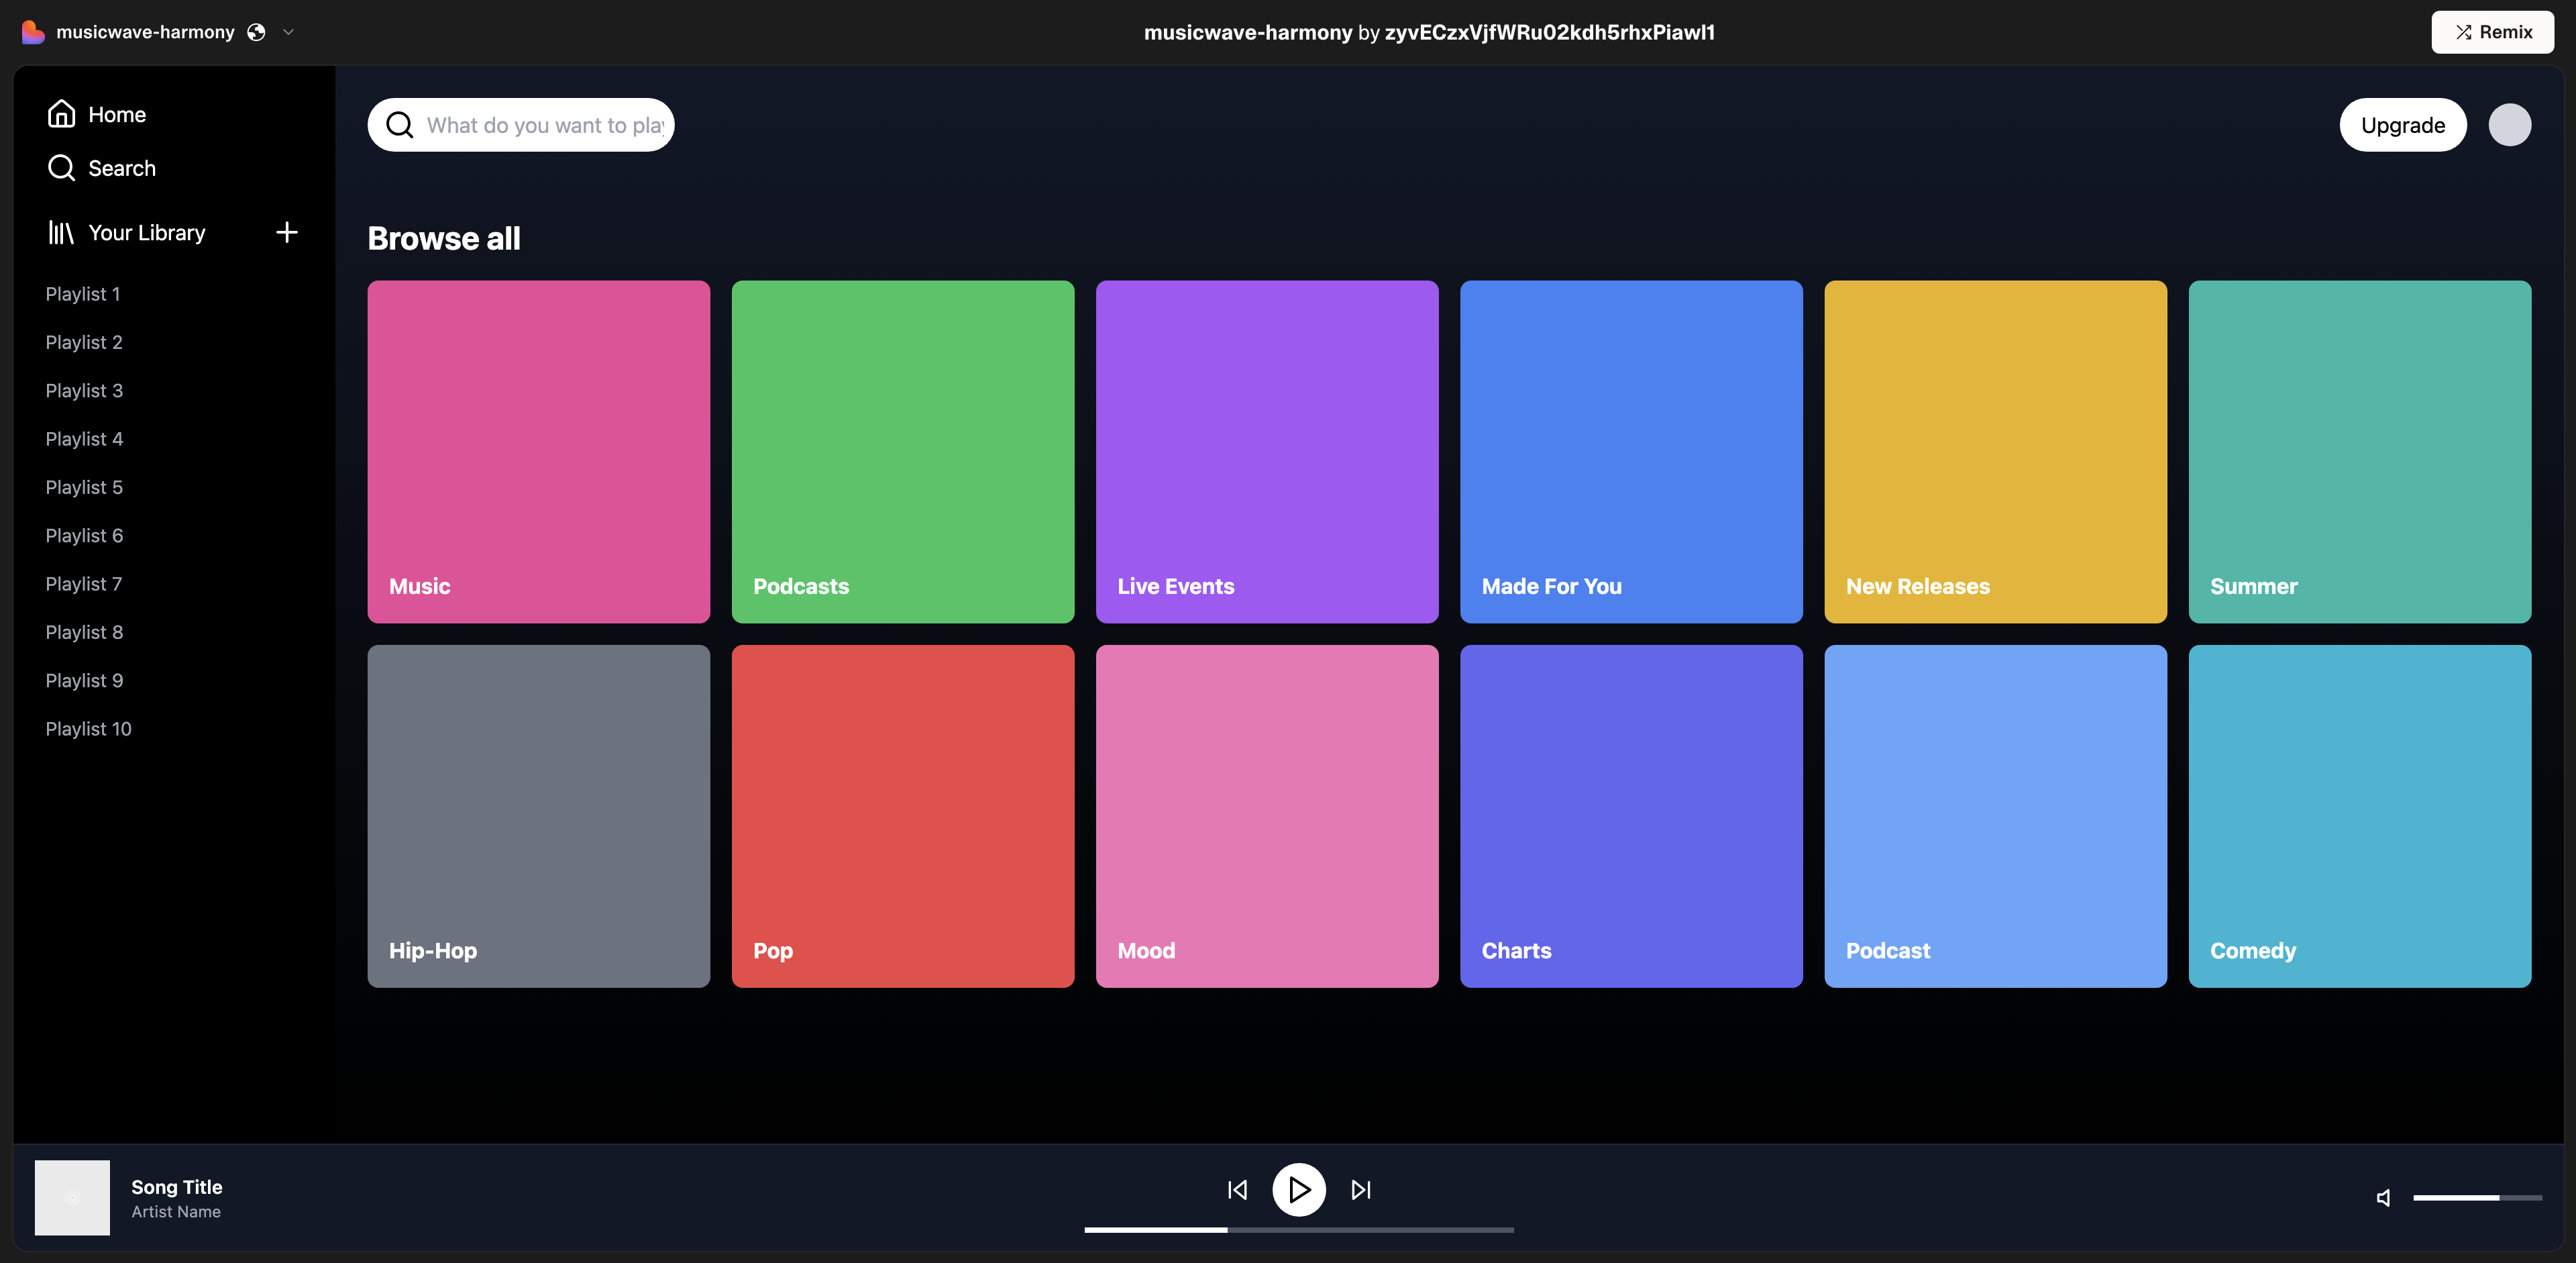 musicwave-harmony
musicwave-harmony by zyvECzxVjfWRu02kdh5rhxPiawl1
Remix
Home
Search
Your Library
Playlist 1
Playlist 2
Playlist 3
Playlist 4
Playlist 5
Playlist 6
Playlist 7
Playlist 8
Playlist 9
Playlist 10
What do you want to play
Upgrade
Browse all
Music
Podcasts
Live Events
Made For You
New Releases
Summer
Hip-Hop
Pop
Mood
Charts
Podcast
Comedy
Song Title
Artist Name